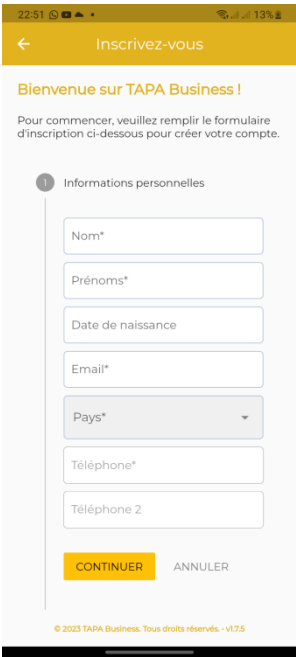 22:51 13%
Inscrivez-vous
Bienvenue sur TAPA Business !
Pour commencer, veuillez remplir le formulaire
d'inscription ci-dessous pour créer votre compte.
1 Informations personnelles
Nom*
Prénoms*
Date de naissance
Email*
Pays*
Téléphone*
Téléphone 2
CONTINUER ANNULER
© 2023 TAPA Business. Tous droits réservés. - v1.7.5